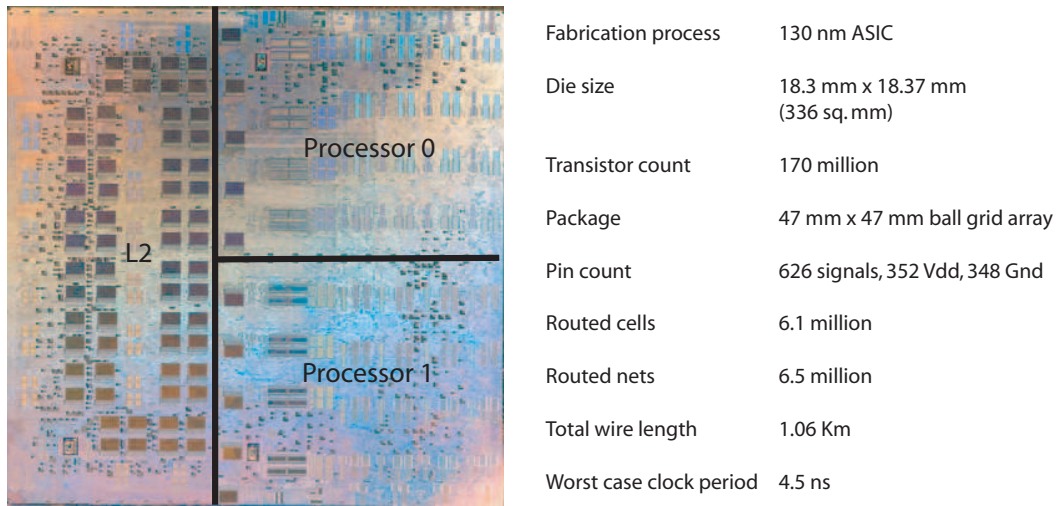 L2
Processor 0
Processor 1
Fabrication process 130 nm ASIC
Die size 18.3 mm x 18.37 mm
(336 sq. mm)
Transistor count 170 million
Package 47 mm x 47 mm ball grid array
Pin count 626 signals, 352 Vdd, 348 Gnd
Routed cells 6.1 million
Routed nets 6.5 million
Total wire length 1.06 Km
Worst case clock period 4.5 ns